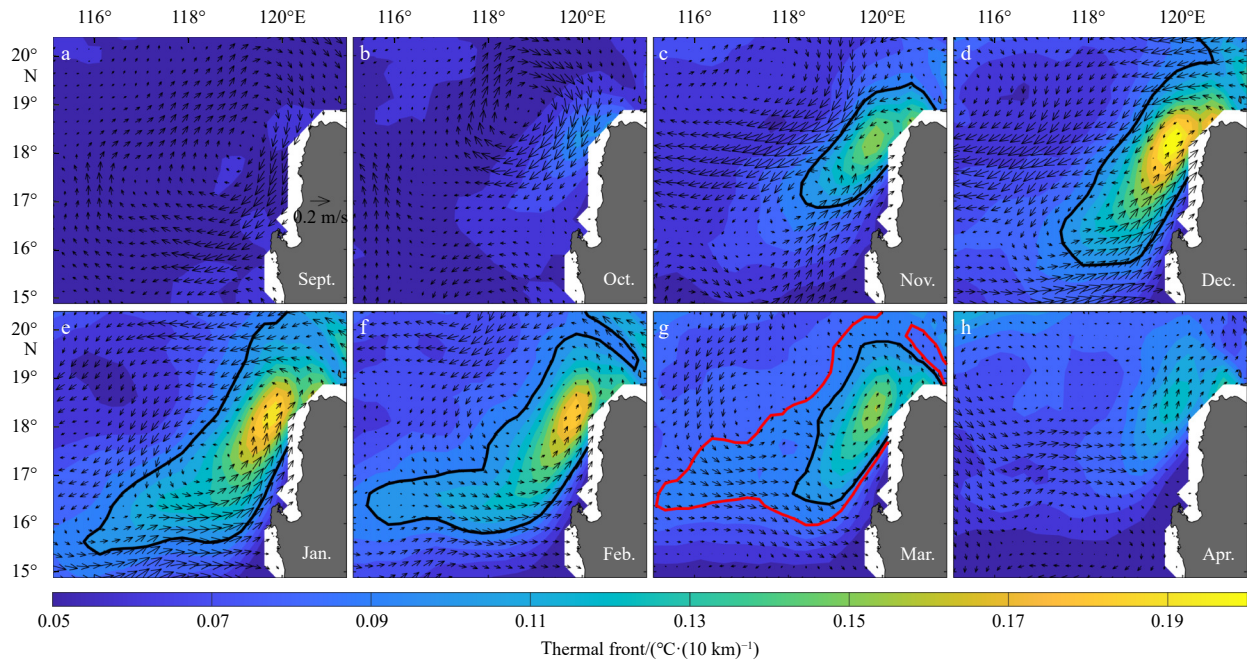 116° 118° 120°E 116° 118° 120°E 116° 118° 120°E 116° 118° 120°E
a b c d
20°
N
19°
18°
17°
0.2 m/s
16°
15°
Sept. Oct. Nov. Dec.
e f g h
20°
N
19°
18°
17°
16°
15°
Jan. Feb. Mar. Apr.
0.05 0.07 0.09 0.11 0.13 0.15 0.17 0.19
Thermal front/(°C·(10 km)⁻¹)